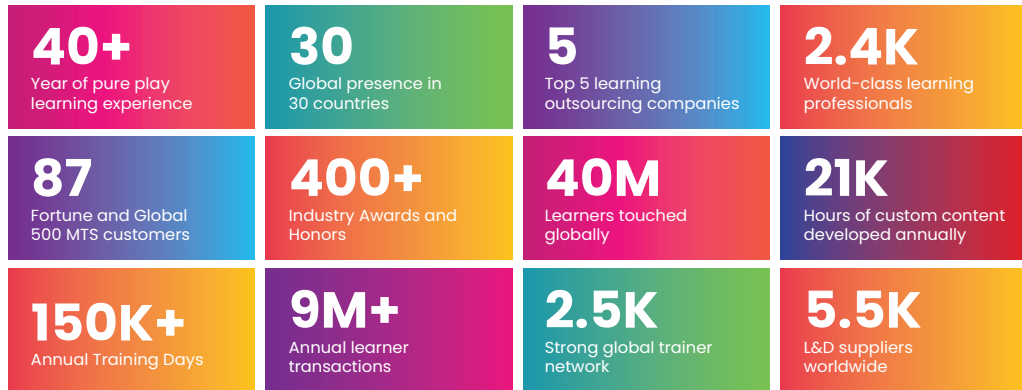 40+
Year of pure play
learning experience
30
Global presence in
30 countries
5
Top 5 learning
outsourcing companies
2.4K
World-class learning
professionals
87
Fortune and Global
500 MTS customers
400+
Industry Awards and
Honors
40M
Learners touched
globally
21K
Hours of custom content
developed annually
150K+
Annual Training Days
9M+
Annual learner
transactions
2.5K
Strong global trainer
network
5.5K
L&D suppliers
worldwide